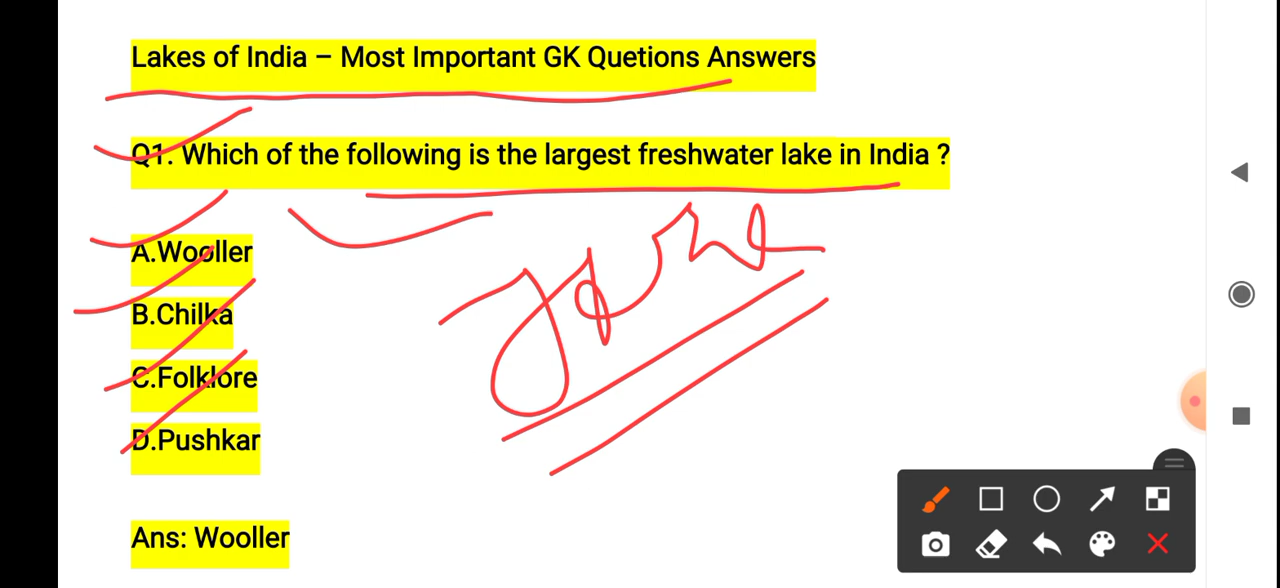 Lakes of India – Most Important GK Quetions Answers
Q1. Which of the following is the largest freshwater lake in India ?
A.Wooller
B.Chilka
C.Folklore
D.Pushkar
Ans: Wooller